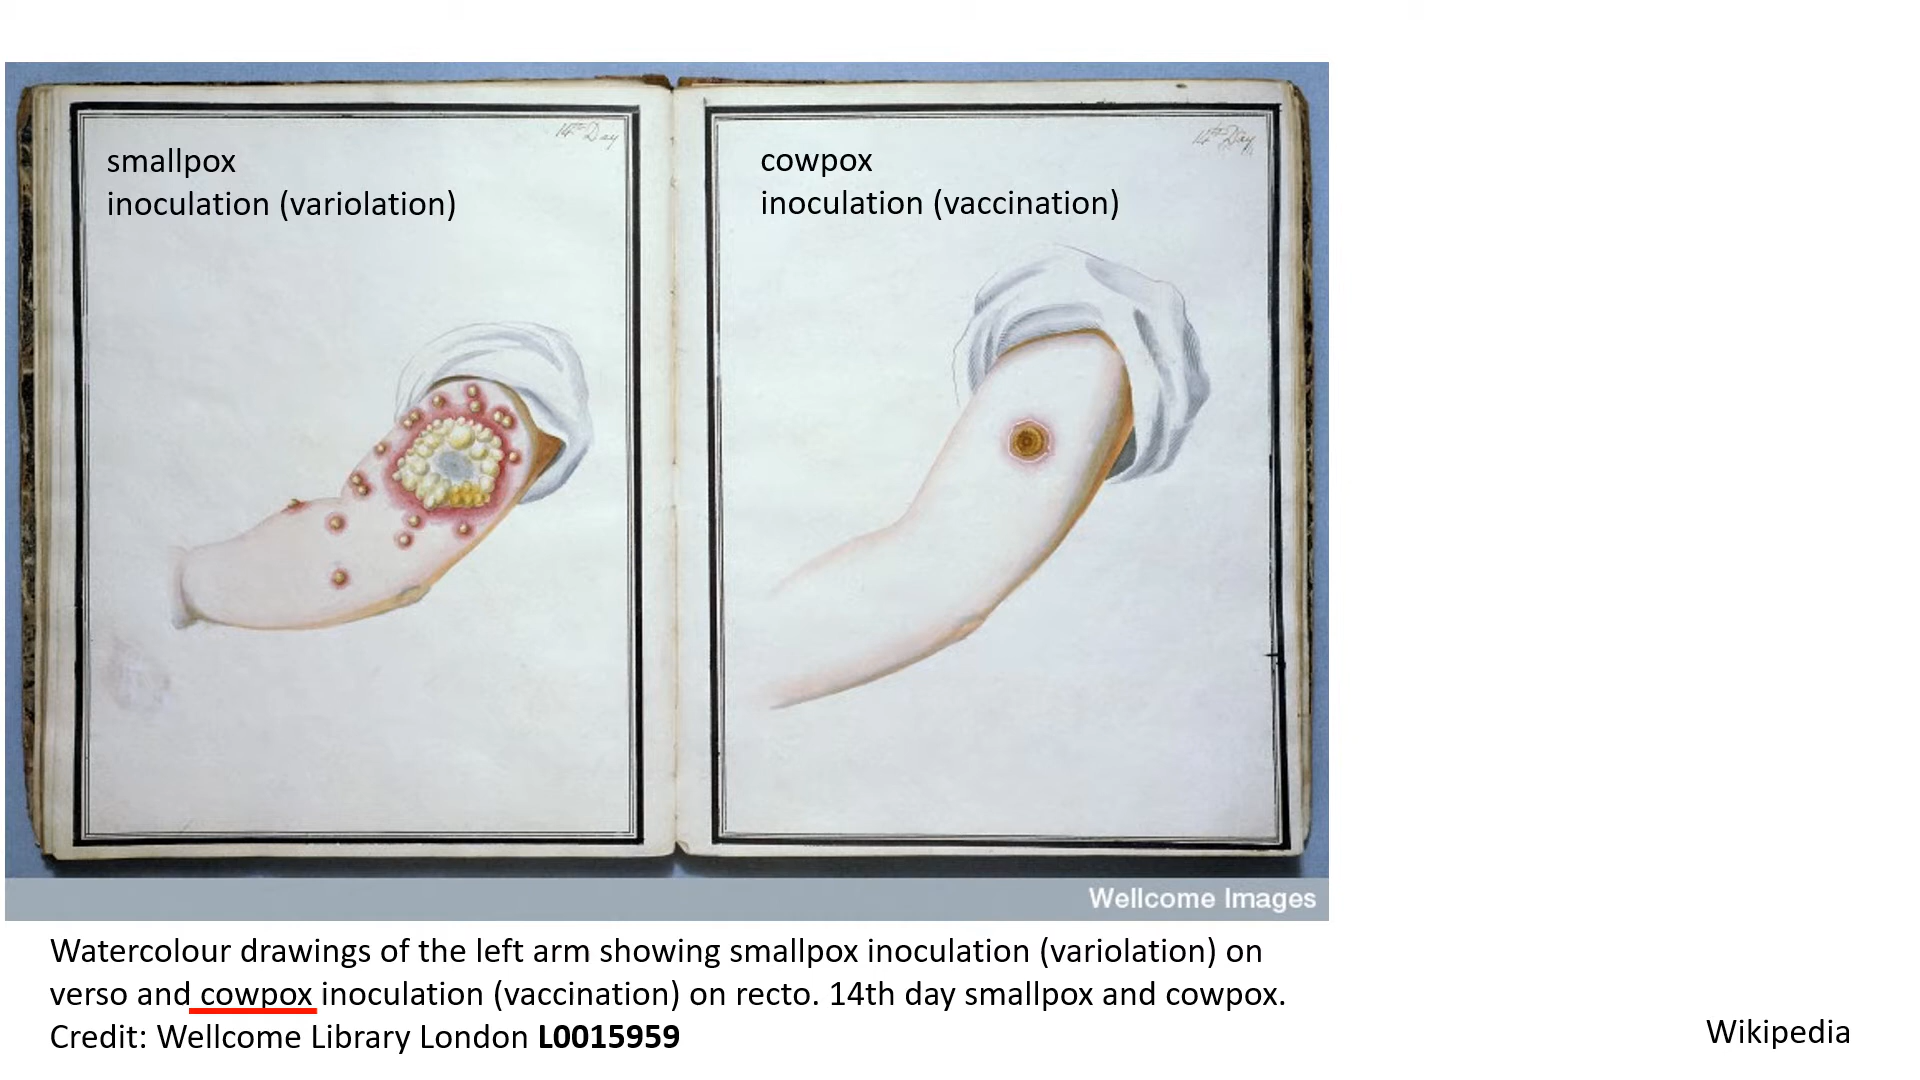 14th Day
smallpox
inoculation (variolation)
14th Day
cowpox
inoculation (vaccination)
Wellcome Images
Watercolour drawings of the left arm showing smallpox inoculation (variolation) on
verso and cowpox inoculation (vaccination) on recto. 14th day smallpox and cowpox.
Credit: Wellcome Library London L0015959
Wikipedia